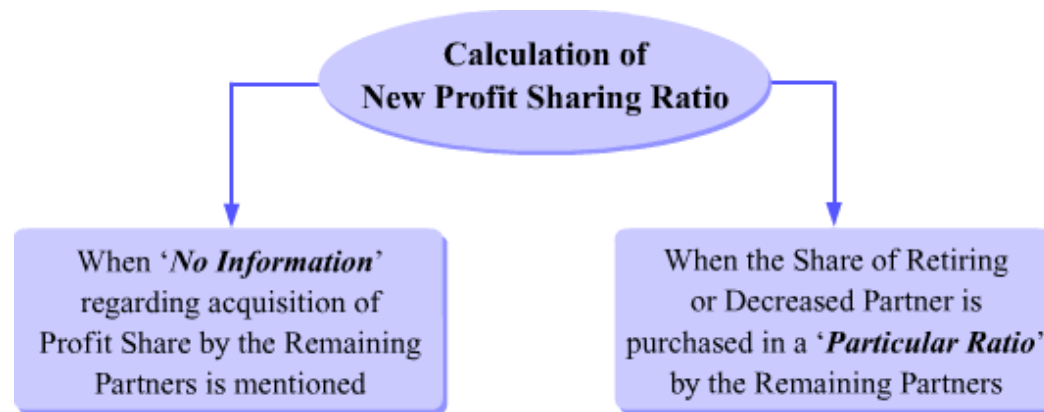 Calculation of
New Profit Sharing Ratio
When ‘No Information’
regarding acquisition of
Profit Share by the Remaining
Partners is mentioned
When the Share of Retiring
or Decreased Partner is
purchased in a ‘Particular Ratio’
by the Remaining Partners